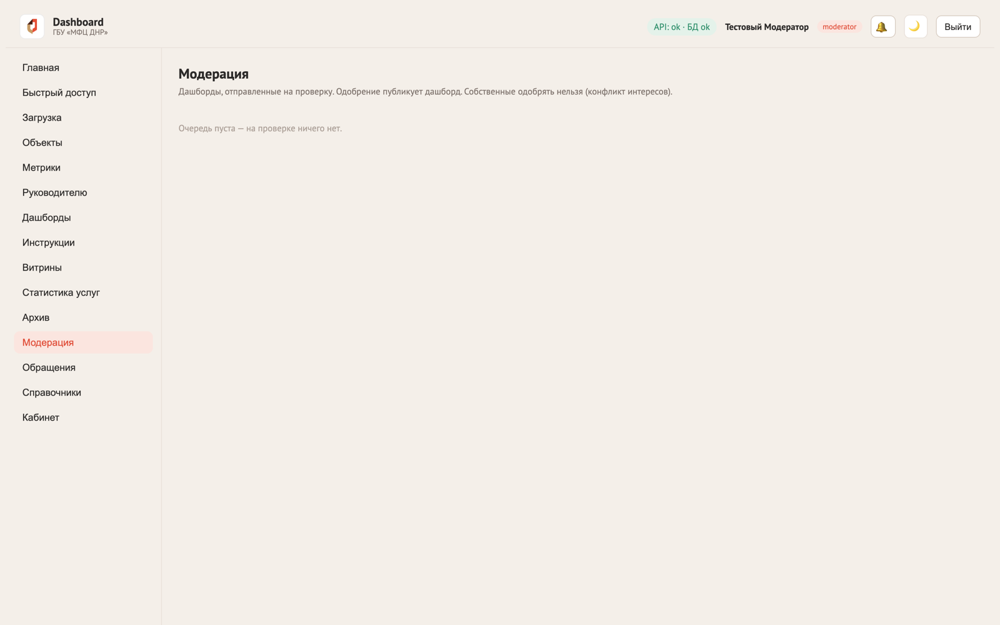 Dashboard
ГБУ «МФЦ ДНР»
API: ok · БД ok
Тестовый Модератор
moderator
Выйти
Главная
Быстрый доступ
Загрузка
Объекты
Метрики
Руководителю
Дашборды
Инструкции
Витрины
Статистика услуг
Архив
Модерация
Обращения
Справочники
Кабинет
Модерация
Дашборды, отправленные на проверку. Одобрение публикует дашборд. Собственные одобрять нельзя (конфликт интересов).
Очередь пуста — на проверке ничего нет.